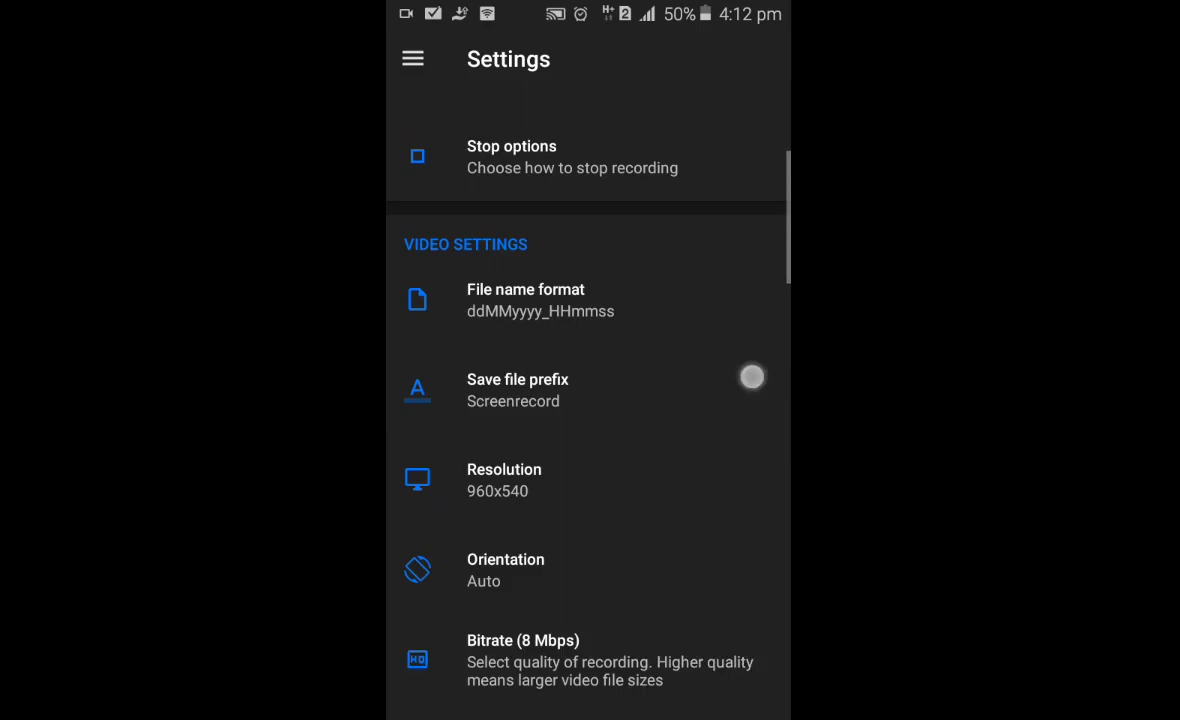 H+ 2 50% 4:12 pm
Settings
Stop options
Choose how to stop recording
VIDEO SETTINGS
File name format
ddMMyyyy_HHmmss
A
Save file prefix
Screenrecord
Resolution
960x540
Orientation
Auto
HQ
Bitrate (8 Mbps)
Select quality of recording. Higher quality
means larger video file sizes